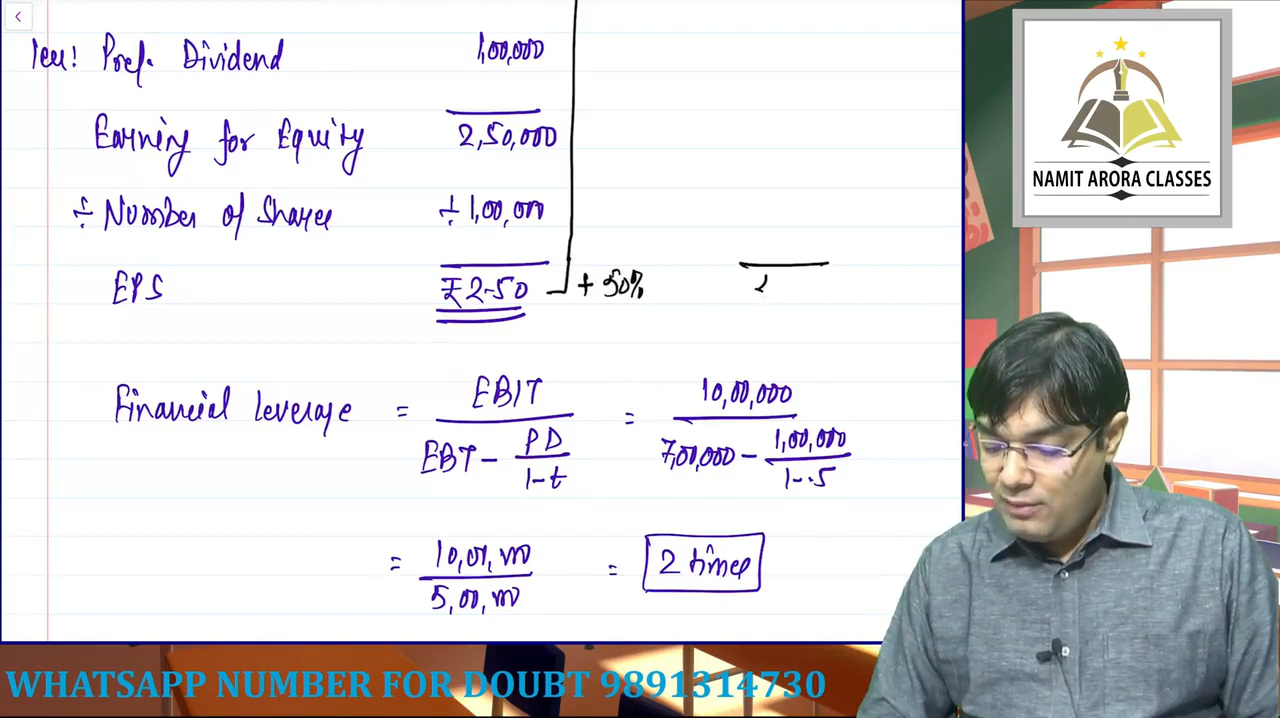 less: Pref. Dividend 1,00,000
Earning for Equity 2,50,000
÷ Number of Shares ÷ 1,00,000
EPS ₹2.50 + 50%
Financial leverage = EBIT / EBT - PD / 1-t = 10,00,000 / 7,00,000 - 1,00,000 / 1-.5
= 10,00,000 / 5,00,000 = 2 times
NAMIT ARORA CLASSES
WHATSAPP NUMBER FOR DOUBT 9891314730